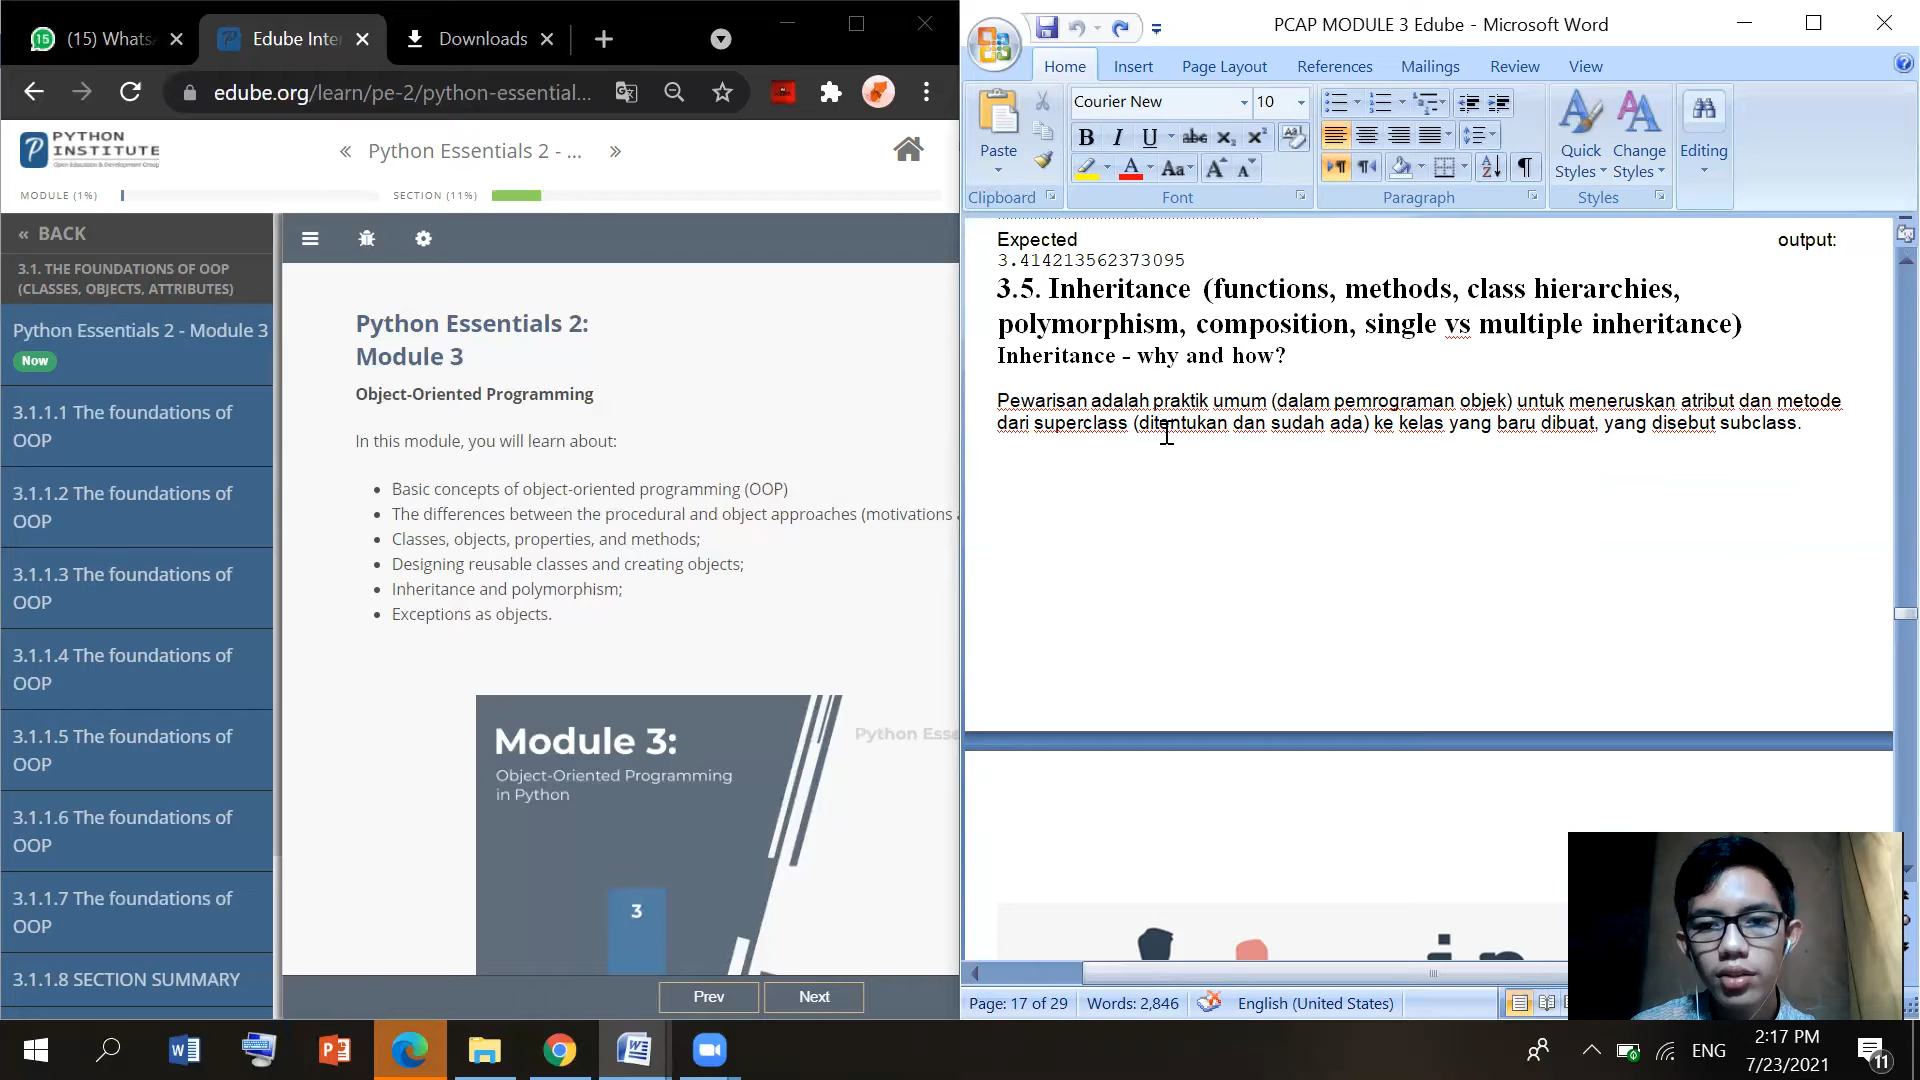 (15) Whats
Edube Inte
Downloads
edube.org/learn/pe-2/python-essential...
PYTHON
INSTITUTE
Open Education & Development Group
« Python Essentials 2 - ... »
MODULE (1%)
SECTION (11%)
« BACK
3.1. THE FOUNDATIONS OF OOP
(CLASSES, OBJECTS, ATTRIBUTES)
Python Essentials 2 - Module 3
Now
3.1.1.1 The foundations of
OOP
3.1.1.2 The foundations of
OOP
3.1.1.3 The foundations of
OOP
3.1.1.4 The foundations of
OOP
3.1.1.5 The foundations of
OOP
3.1.1.6 The foundations of
OOP
3.1.1.7 The foundations of
OOP
3.1.1.8 SECTION SUMMARY
Python Essentials 2:
Module 3
Object-Oriented Programming
In this module, you will learn about:
Basic concepts of object-oriented programming (OOP)
The differences between the procedural and object approaches (motivations
Classes, objects, properties, and methods;
Designing reusable classes and creating objects;
Inheritance and polymorphism;
Exceptions as objects.
Module 3:
Object-Oriented Programming
in Python
Python Esse
3
Prev
Next
PCAP MODULE 3 Edube - Microsoft Word
Home Insert Page Layout References Mailings Review View
Courier New 10
Paste
Quick
Styles
Change
Styles
Editing
Clipboard Font Paragraph Styles
Expected output:
3.414213562373095
3.5. Inheritance (functions, methods, class hierarchies,
polymorphism, composition, single vs multiple inheritance)
Inheritance - why and how?
Pewarisan adalah praktik umum (dalam pemrograman objek) untuk meneruskan atribut dan metode
dari superclass (ditentukan dan sudah ada) ke kelas yang baru dibuat, yang disebut subclass.
Page: 17 of 29 Words: 2,846 English (United States)
ENG
2:17 PM
7/23/2021
11